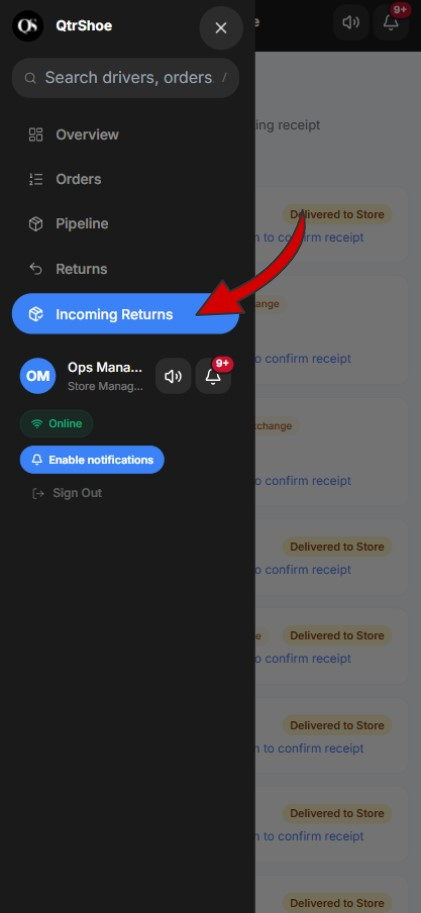 QS QtrShoe
9+
Search drivers, orders /
Overview
ing receipt
Orders
Delivered to Store
to confirm receipt
Pipeline
Returns
ange
Incoming Returns
o confirm receipt
OM
Ops Mana...
Store Manag...
9+
Online
change
Enable notifications
o confirm receipt
Sign Out
Delivered to Store
o confirm receipt
e Delivered to Store
o confirm receipt
Delivered to Store
n to confirm receipt
Delivered to Store
n to confirm receipt
Delivered to Store